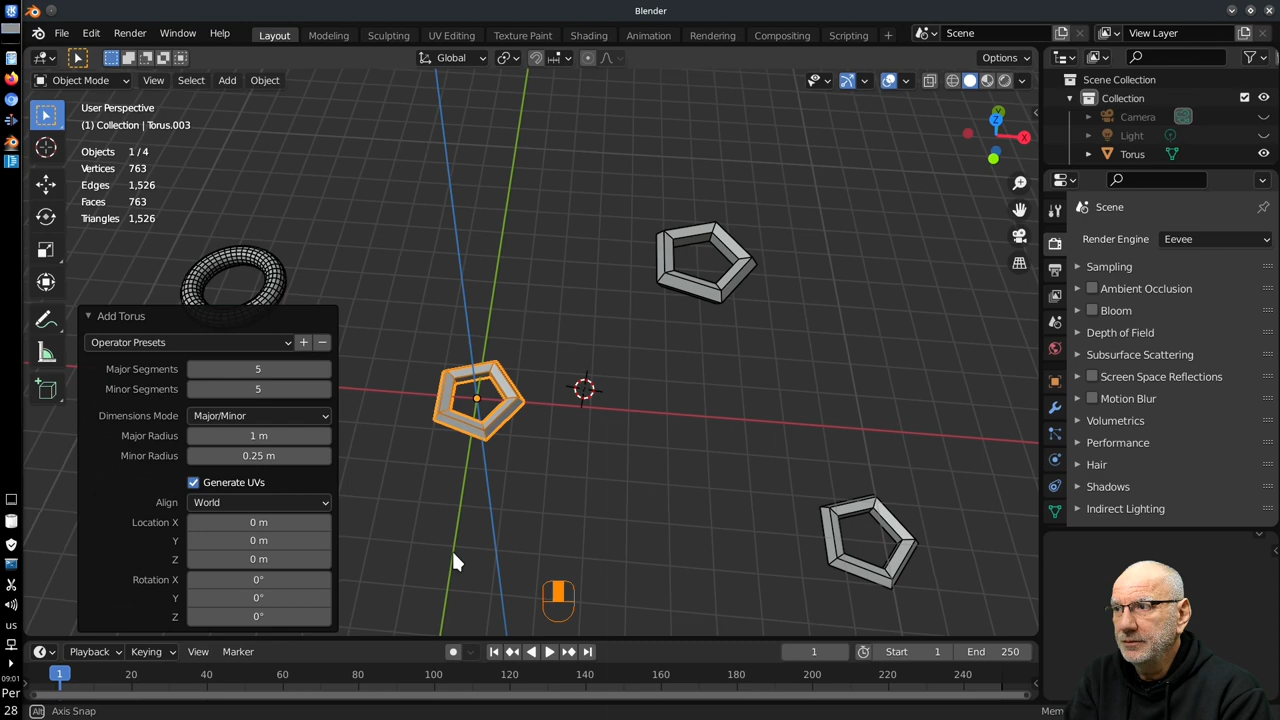 Blender
File Edit Render Window Help Layout Modeling Sculpting UV Editing Texture Paint Shading Animation Rendering Compositing Scripting + Scene View Layer
Global Options
Object Mode View Select Add Object
User Perspective
(1) Collection | Torus.003
Objects 1 / 4
Vertices 763
Edges 1,526
Faces 763
Triangles 1,526
Y
Z
X
Scene Collection
Collection
Camera
Light
Torus
Scene
Render Engine Eevee
Sampling
Ambient Occlusion
Bloom
Depth of Field
Subsurface Scattering
Screen Space Reflections
Motion Blur
Volumetrics
Performance
Hair
Shadows
Indirect Lighting
Add Torus
Operator Presets
Major Segments 5
Minor Segments 5
Dimensions Mode Major/Minor
Major Radius 1 m
Minor Radius 0.25 m
Generate UVs
Align World
Location X 0 m
Y 0 m
Z 0 m
Rotation X 0°
Y 0°
Z 0°
us
09:01
Per
28
Playback Keying View Marker 1 Start 1 End 250
1 20 40 60 80 100 120 140 160 180 200 220 240
Alt Axis Snap Mem